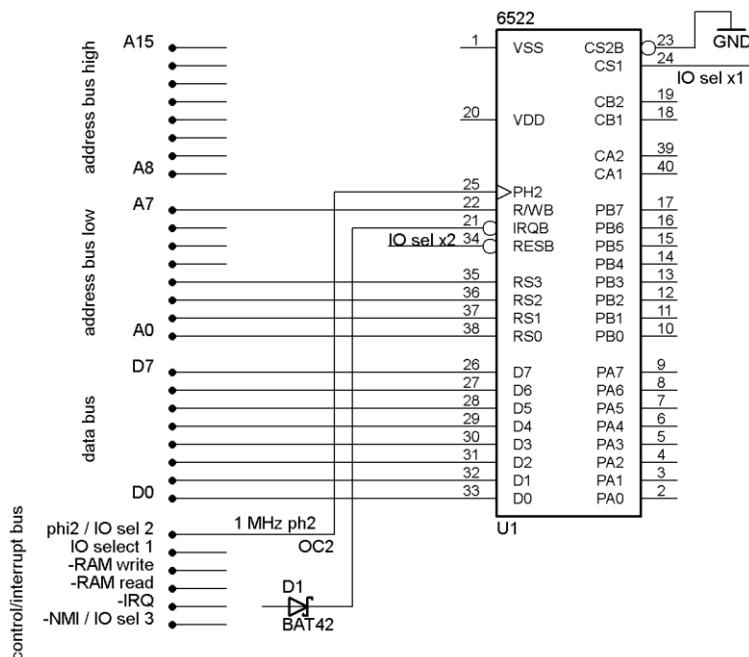 6522
A15
1 VSS CS2B 23 GND
CS1 24
IO sel x1
address bus high
CB2 19
20 VDD CB1 18
CA2 39
A8 CA1 40
25 PH2
A7 22 R/WB PB7 17
21 IRQB PB6 16
IO sel x2 34 RESB PB5 15
PB4 14
address bus low
35 RS3 PB3 13
36 RS2 PB2 12
37 RS1 PB1 11
A0 38 RS0 PB0 10
D7 26 D7 PA7 9
27 D6 PA6 8
28 D5 PA5 7
data bus
29 D4 PA4 6
30 D3 PA3 5
31 D2 PA2 4
32 D1 PA1 3
D0 33 D0 PA0 2
phi2 / IO sel 2 1 MHz ph2 U1
IO select 1 OC2
-RAM write
-RAM read D1
-IRQ
-NMI / IO sel 3 BAT42
control/interrupt bus